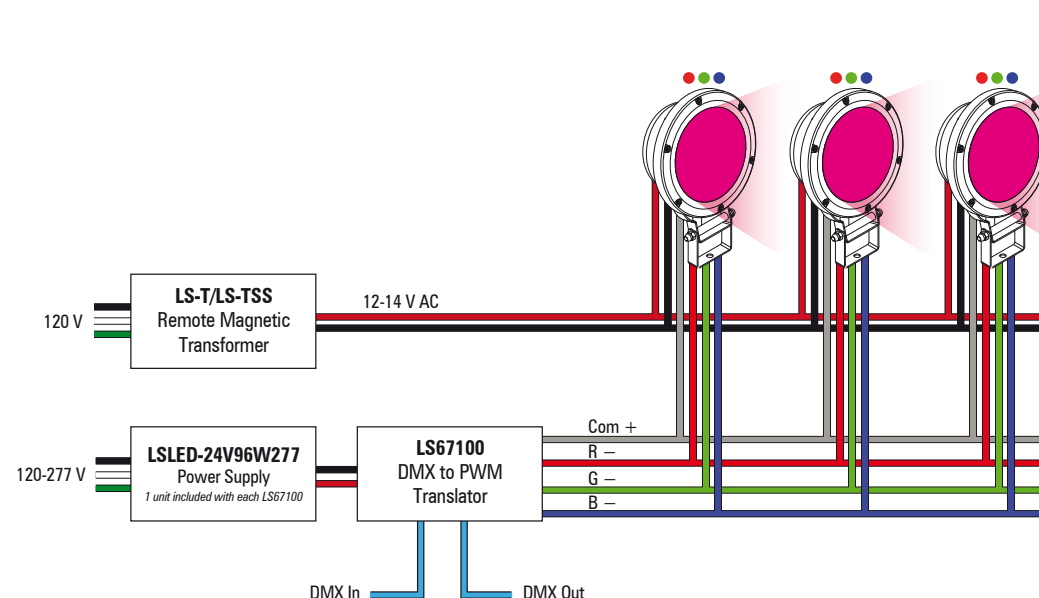 LS-T/LS-TSS
Remote Magnetic
Transformer
120 V
12-14 V AC
LSLED-24V96W277
Power Supply
1 unit included with each LS67100
120-277 V
LS67100
DMX to PWM
Translator
Com +
R –
G –
B –
DMX In
DMX Out